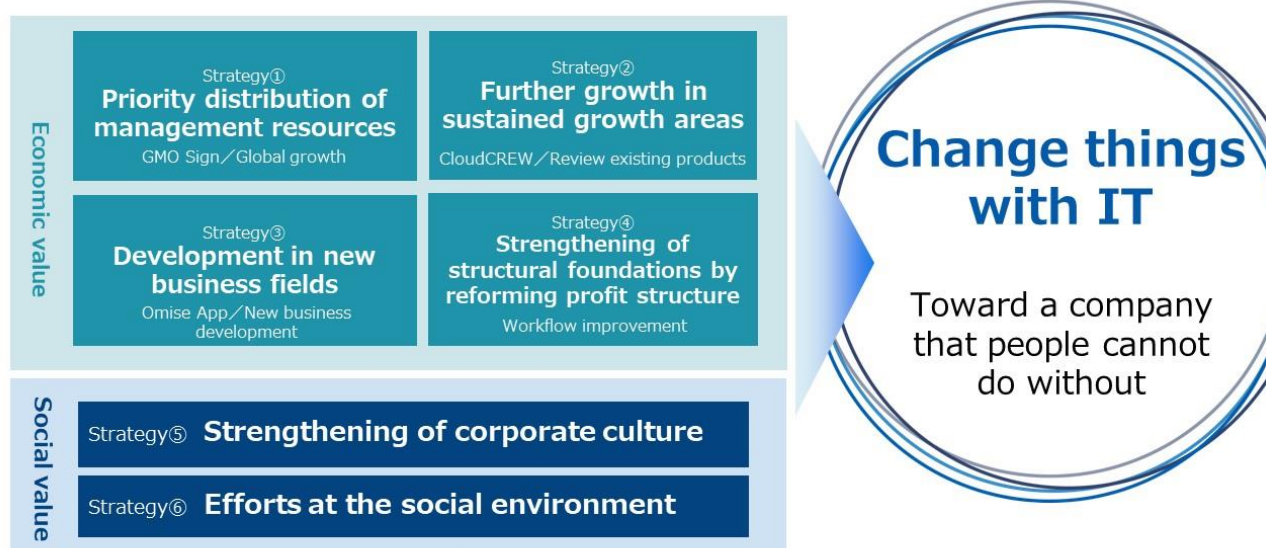 Economic value
Strategy①
Priority distribution of
management resources
GMO Sign／Global growth
Strategy②
Further growth in
sustained growth areas
CloudCREW／Review existing products
Strategy③
Development in new
business fields
Omise App／New business
development
Strategy④
Strengthening of
structural foundations by
reforming profit structure
Workflow improvement
Social value
Strategy⑤ Strengthening of corporate culture
Strategy⑥ Efforts at the social environment
Change things
with IT
Toward a company
that people cannot
do without